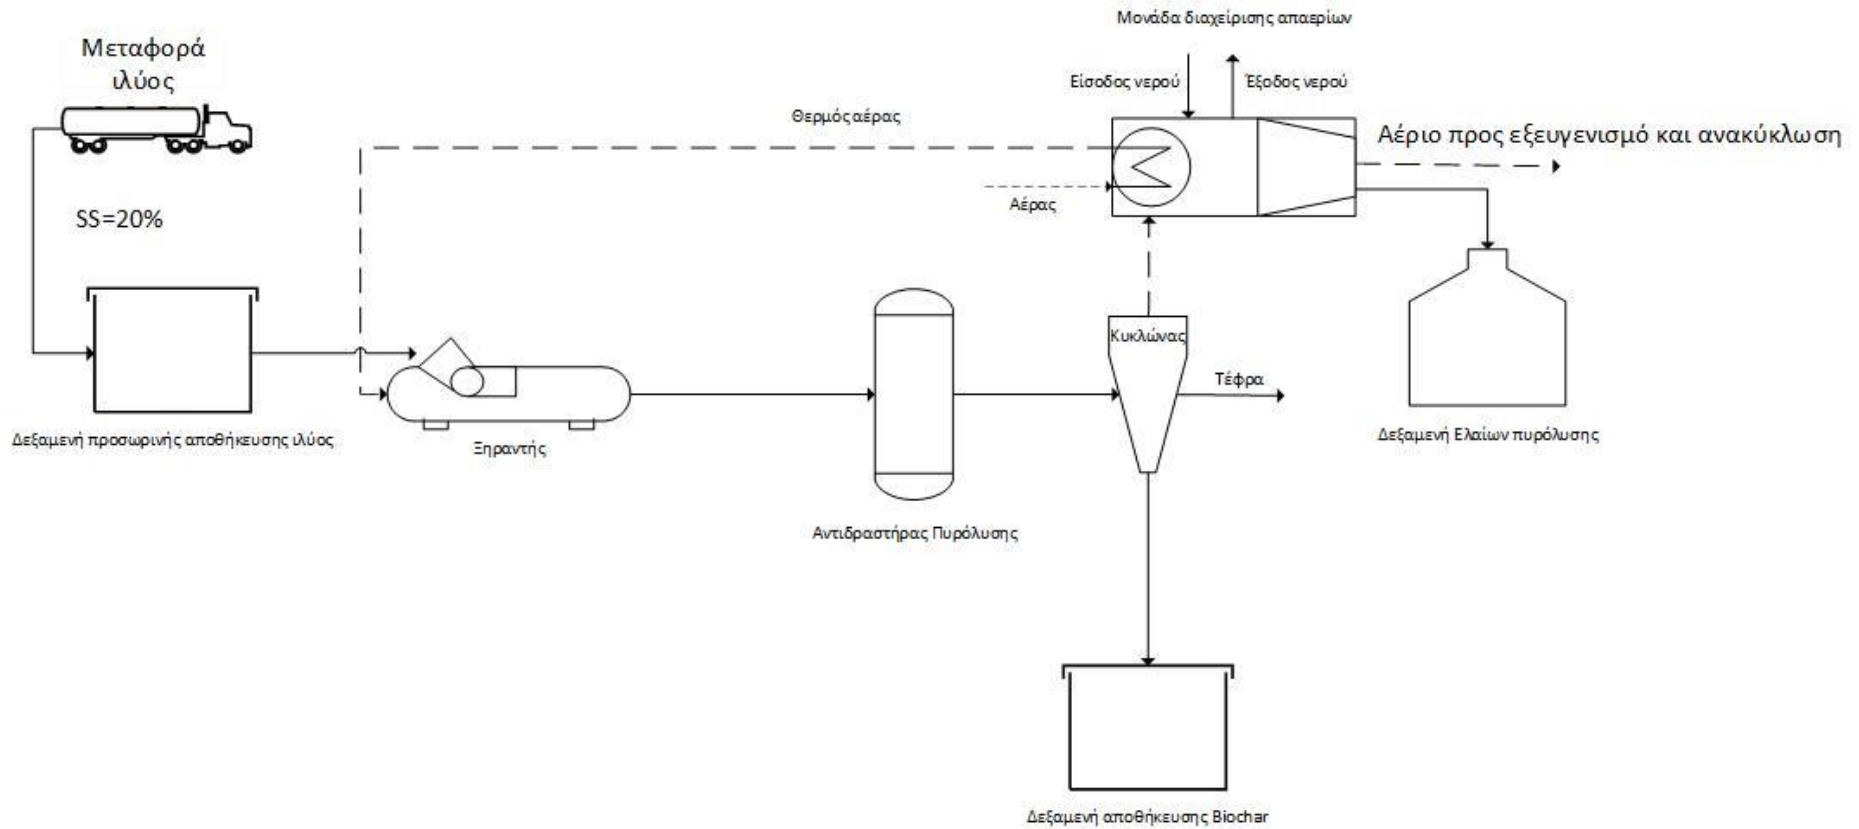 Μονάδα διαχείρισης απαερίων
Μεταφορά
ιλύος
Είσοδος νερού
Έξοδος νερού
Θερμός αέρας
Αέριο προς εξευγενισμό και ανακύκλωση
Αέρας
SS=20%
Κυκλώνας
Τέφρα
Δεξαμενή προσωρινής αποθήκευσης ιλύος
Ξηραντής
Δεξαμενή Ελαίων πυρόλυσης
Αντιδραστήρας Πυρόλυσης
Δεξαμενή αποθήκευσης Biochar